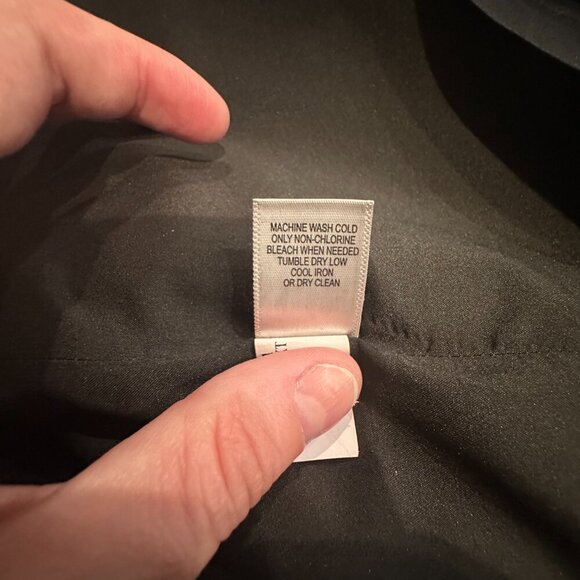 MACHINE WASH COLD
ONLY NON-CHLORINE
BLEACH WHEN NEEDED
TUMBLE DRY LOW
COOL IRON
OR DRY CLEAN